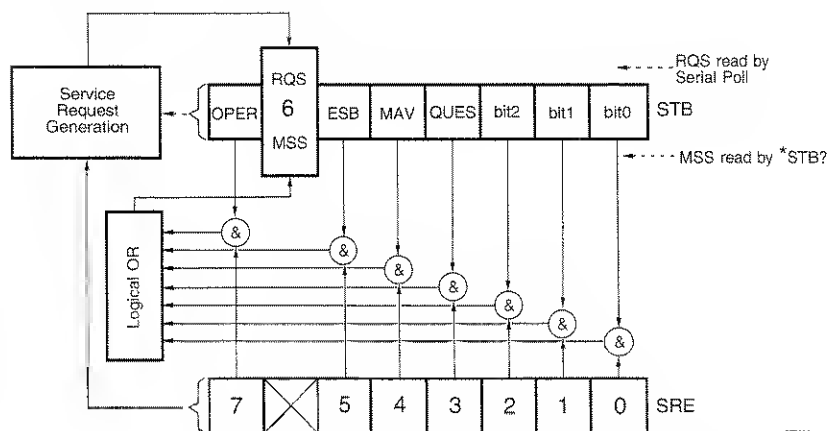 RQS read by
Serial Poll
Service
Request
Generation
OPER
RQS
6
MSS
ESB
MAV
QUES
bit2
bit1
bit0
STB
MSS read by *STB?
Logical OR
&
&
&
&
&
&
&
7
5
4
3
2
1
0
SRE